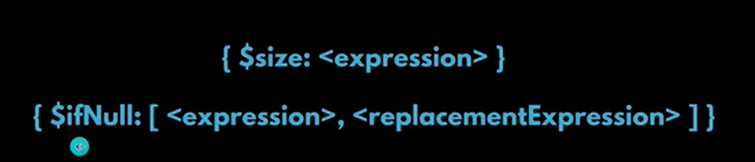 { $size: <expression> }
{ $ifNull: [ <expression>, <replacementExpression> ] }